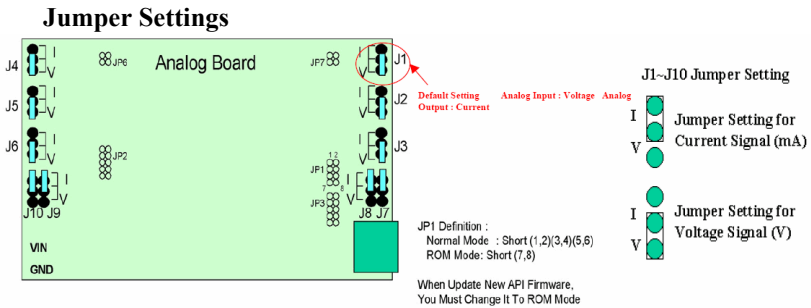 Jumper Settings
J4 I V JP6 Analog Board JP7 I V J1
J5 I V I V J2
J6 I V JP2 1 2 JP1 7 8 I V J3
JP3
I V I V
J10 J9 J8 J7
VIN
GND
Default Setting Analog Input : Voltage Analog
Output : Current
J1~J10 Jumper Setting
I
V
Jumper Setting for
Current Signal (mA)
I
V
Jumper Setting for
Voltage Signal (V)
JP1 Definition :
Normal Mode : Short (1,2)(3,4)(5,6)
ROM Mode: Short (7,8)
When Update New API Firmware,
You Must Change It To ROM Mode